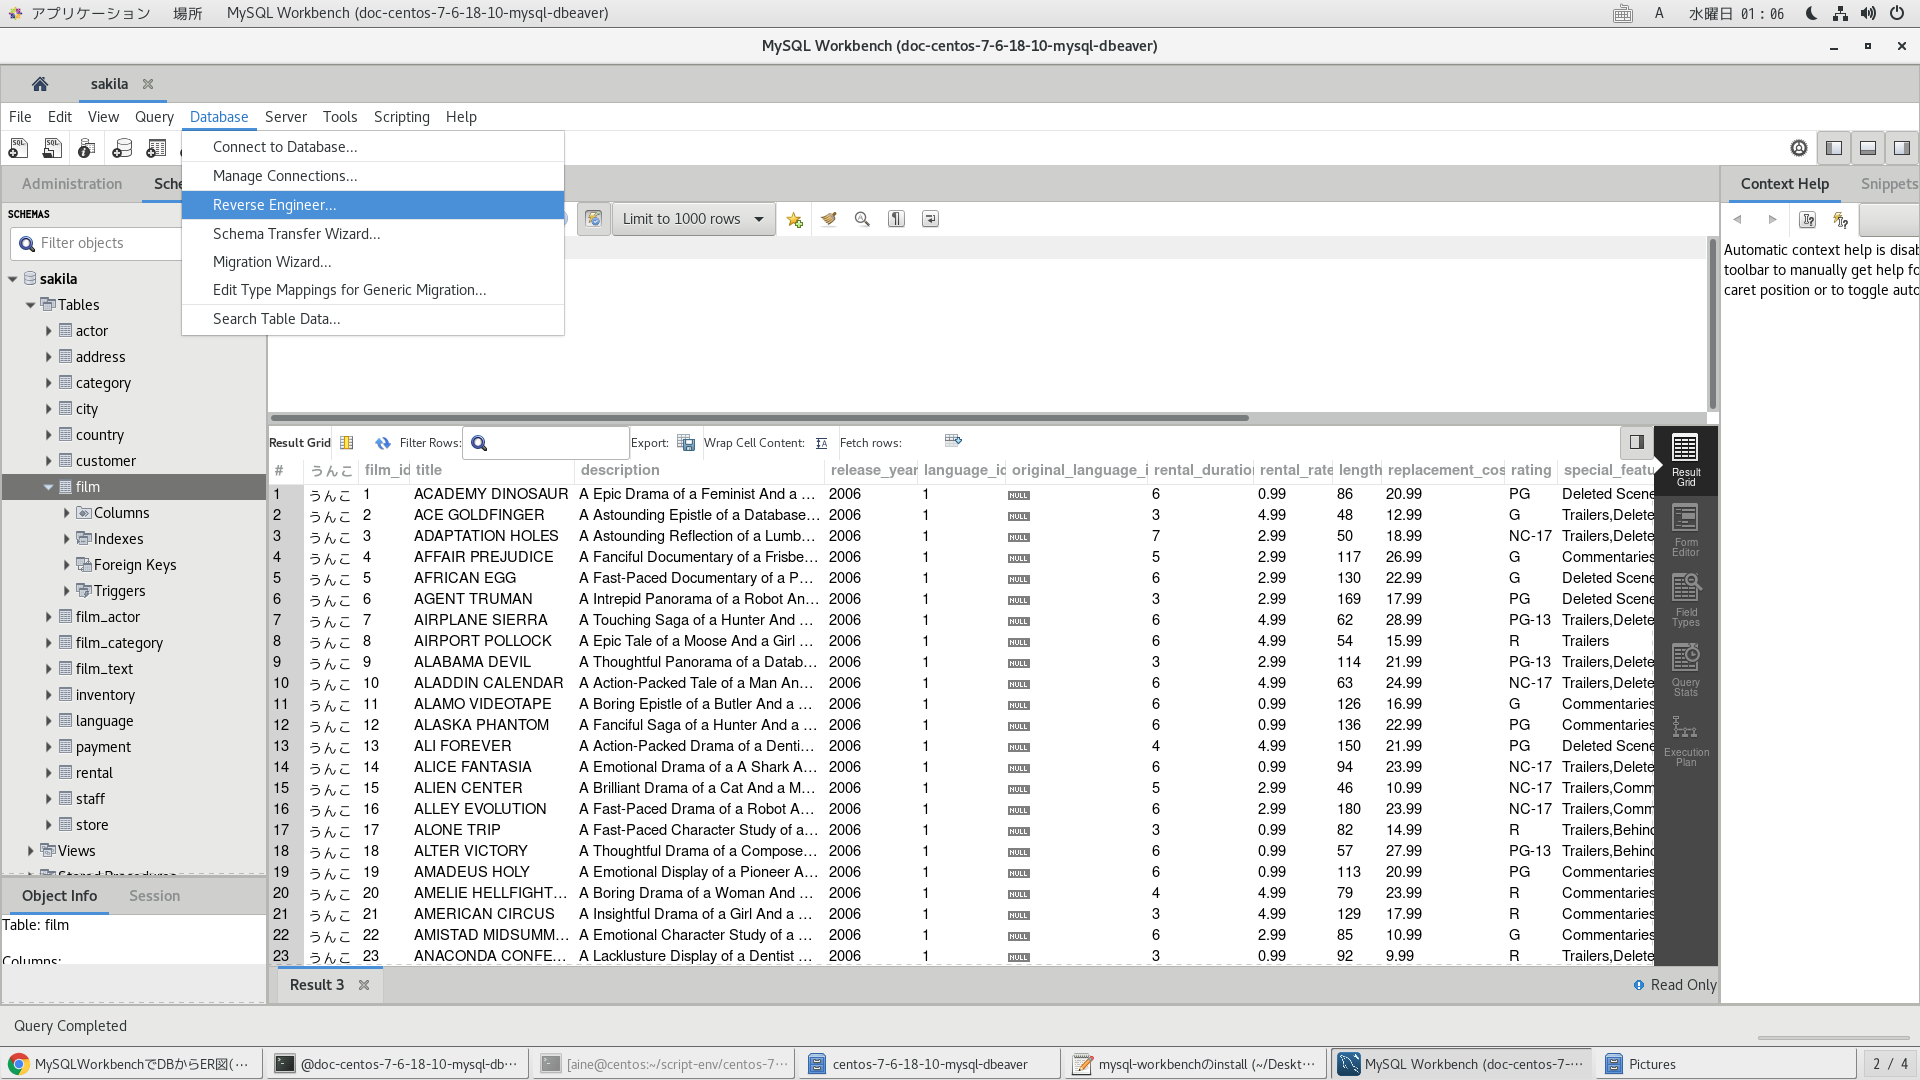 アプリケーション 場所 MySQL Workbench (doc-centos-7-6-18-10-mysql-dbeaver) A 水曜日 01：06
MySQL Workbench (doc-centos-7-6-18-10-mysql-dbeaver)
sakila
File Edit View Query Database Server Tools Scripting Help
Connect to Database...
Manage Connections...
Reverse Engineer...
Schema Transfer Wizard...
Migration Wizard...
Edit Type Mappings for Generic Migration...
Search Table Data...
Administration Sche
SCHEMAS
Filter objects
sakila
Tables
actor
address
category
city
country
customer
film
Columns
Indexes
Foreign Keys
Triggers
film_actor
film_category
film_text
inventory
language
payment
rental
staff
store
Views
Stored Procedures
Object Info Session
Table: film
Columns:
Limit to 1000 rows
Context Help Snippets
Automatic context help is disab
toolbar to manually get help fo
caret position or to toggle auto
Result Grid Filter Rows: Export: Wrap Cell Content: Fetch rows:
# うんこ film_id title description release_year language_id original_language_i rental_duration rental_rate length replacement_cos rating special_featu
1 うんこ 1 ACADEMY DINOSAUR A Epic Drama of a Feminist And a ... 2006 1 NULL 6 0.99 86 20.99 PG Deleted Scene
2 うんこ 2 ACE GOLDFINGER A Astounding Epistle of a Database... 2006 1 NULL 3 4.99 48 12.99 G Trailers,Delete
3 うんこ 3 ADAPTATION HOLES A Astounding Reflection of a Lumb... 2006 1 NULL 7 2.99 50 18.99 NC-17 Trailers,Delete
4 うんこ 4 AFFAIR PREJUDICE A Fanciful Documentary of a Frisbe... 2006 1 NULL 5 2.99 117 26.99 G Commentaries
5 うんこ 5 AFRICAN EGG A Fast-Paced Documentary of a P... 2006 1 NULL 6 2.99 130 22.99 G Deleted Scene
6 うんこ 6 AGENT TRUMAN A Intrepid Panorama of a Robot An... 2006 1 NULL 3 2.99 169 17.99 PG Deleted Scene
7 うんこ 7 AIRPLANE SIERRA A Touching Saga of a Hunter And ... 2006 1 NULL 6 4.99 62 28.99 PG-13 Trailers,Delete
8 うんこ 8 AIRPORT POLLOCK A Epic Tale of a Moose And a Girl ... 2006 1 NULL 6 4.99 54 15.99 R Trailers
9 うんこ 9 ALABAMA DEVIL A Thoughtful Panorama of a Datab... 2006 1 NULL 3 2.99 114 21.99 PG-13 Trailers,Delete
10 うんこ 10 ALADDIN CALENDAR A Action-Packed Tale of a Man An... 2006 1 NULL 6 4.99 63 24.99 NC-17 Trailers,Delete
11 うんこ 11 ALAMO VIDEOTAPE A Boring Epistle of a Butler And a ... 2006 1 NULL 6 0.99 126 16.99 G Commentaries
12 うんこ 12 ALASKA PHANTOM A Fanciful Saga of a Hunter And a ... 2006 1 NULL 6 0.99 136 22.99 PG Commentaries
13 うんこ 13 ALI FOREVER A Action-Packed Drama of a Denti... 2006 1 NULL 4 4.99 150 21.99 PG Deleted Scene
14 うんこ 14 ALICE FANTASIA A Emotional Drama of a A Shark A... 2006 1 NULL 6 0.99 94 23.99 NC-17 Trailers,Delete
15 うんこ 15 ALIEN CENTER A Brilliant Drama of a Cat And a M... 2006 1 NULL 5 2.99 46 10.99 NC-17 Trailers,Comm
16 うんこ 16 ALLEY EVOLUTION A Fast-Paced Drama of a Robot A... 2006 1 NULL 6 2.99 180 23.99 NC-17 Trailers,Comm
17 うんこ 17 ALONE TRIP A Fast-Paced Character Study of a... 2006 1 NULL 3 0.99 82 14.99 R Trailers,Behind
18 うんこ 18 ALTER VICTORY A Thoughtful Drama of a Compose... 2006 1 NULL 6 0.99 57 27.99 PG-13 Trailers,Behind
19 うんこ 19 AMADEUS HOLY A Emotional Display of a Pioneer A... 2006 1 NULL 6 0.99 113 20.99 PG Commentaries
20 うんこ 20 AMELIE HELLFIGHT... A Boring Drama of a Woman And ... 2006 1 NULL 4 4.99 79 23.99 R Commentaries
21 うんこ 21 AMERICAN CIRCUS A Insightful Drama of a Girl And a ... 2006 1 NULL 3 4.99 129 17.99 R Commentaries
22 うんこ 22 AMISTAD MIDSUMM... A Emotional Character Study of a ... 2006 1 NULL 6 2.99 85 10.99 G Commentaries
23 うんこ 23 ANACONDA CONFE... A Lacklusture Display of a Dentist ... 2006 1 NULL 3 0.99 92 9.99 R Trailers,Delete
Result Grid
Form Editor
Field Types
Query Stats
Execution Plan
Result 3 Read Only
Query Completed
MySQLWorkbenchでDBからER図(… @doc-centos-7-6-18-10-mysql-db… [aine@centos:~/script-env/centos-7… centos-7-6-18-10-mysql-dbeaver mysql-workbenchのinstall (~/Deskt… MySQL Workbench (doc-centos-7-… Pictures 2 / 4